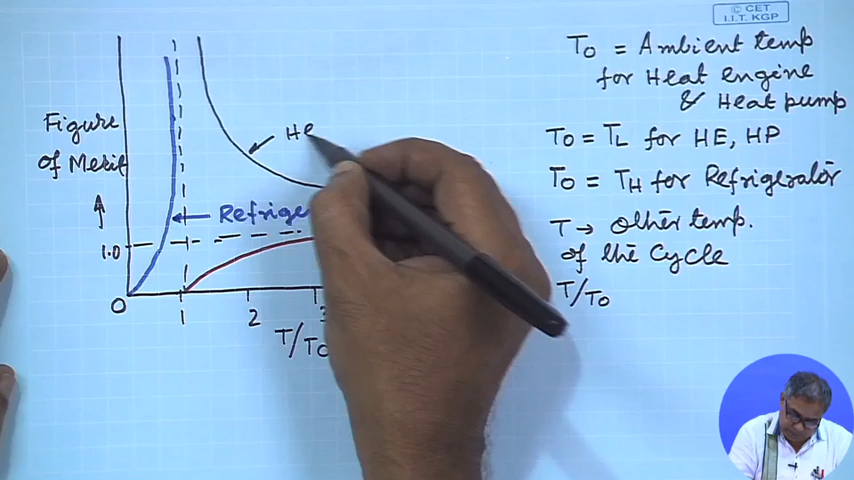 © CET
I.I.T. KGP
T0 = Ambient temp
for Heat engine
& Heat pump
T0 = TL for HE, HP
T0 = TH for Refrigerator
T → other temp.
of the Cycle
T/T0
Figure
of Merit
He
1.0
0
1
2
3
T/T0